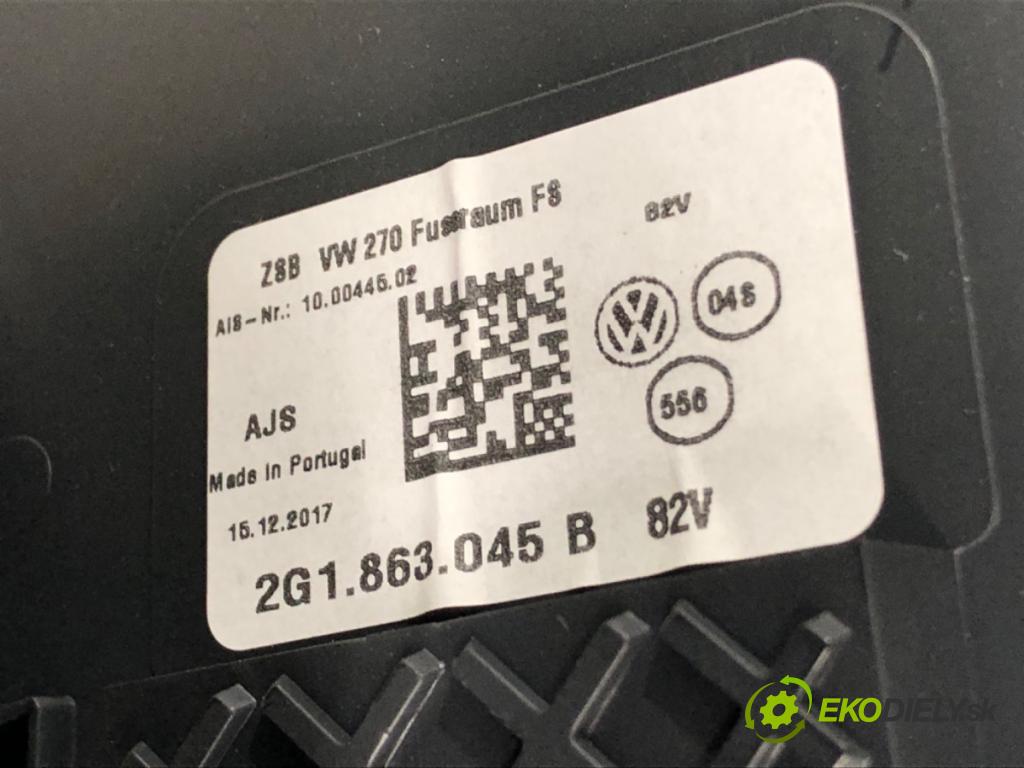 ZSB VW 270 Fussraum FS
82V
AIS-Nr.: 10.00445.02
04S
556
AJS
Made in Portugal
15.12.2017
2G1.863.045 B 82V
EKODIELY.sk